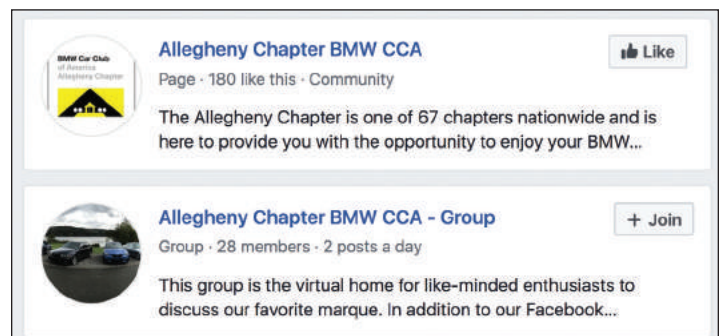 BMW Car Club
of America
Allegheny Chapter
Allegheny Chapter BMW CCA
Like
Page · 180 like this · Community
The Allegheny Chapter is one of 67 chapters nationwide and is
here to provide you with the opportunity to enjoy your BMW...
Allegheny Chapter BMW CCA - Group
+ Join
Group · 28 members · 2 posts a day
This group is the virtual home for like-minded enthusiasts to
discuss our favorite marque. In addition to our Facebook...